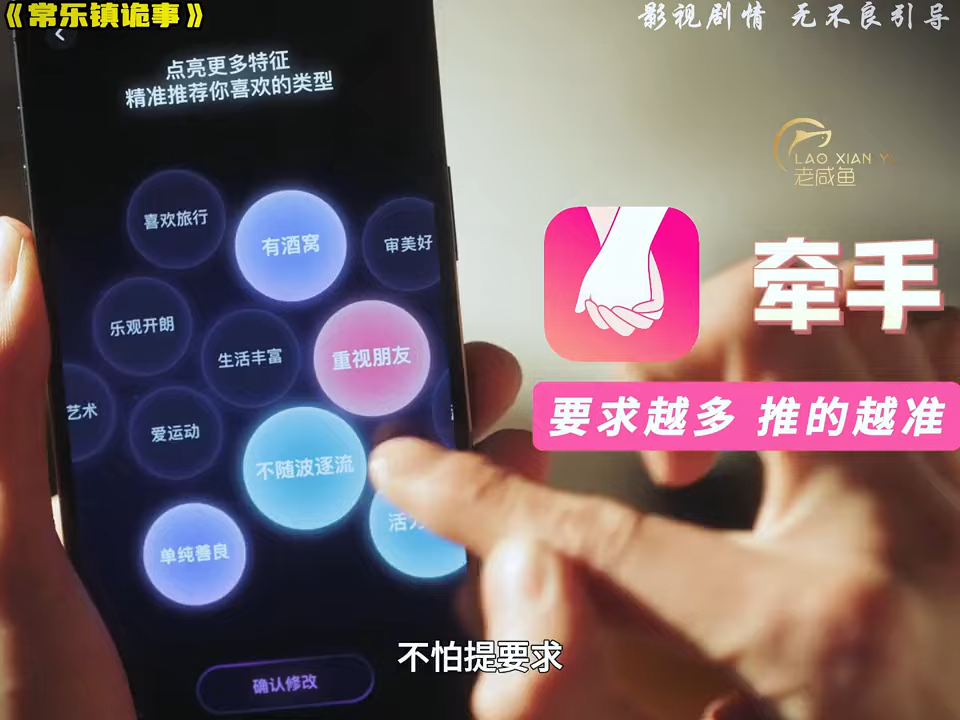 《常乐镇诡事》
影视剧情 无不良引导
点亮更多特征
精准推荐你喜欢的类型
LAO XIAN Y
老咸鱼
喜欢旅行
有酒窝
审美好
牵手
乐观开朗
生活丰富
重视朋友
艺术
爱运动
要求越多 推的越准
不随波逐流
活力
单纯善良
不怕提要求
确认修改